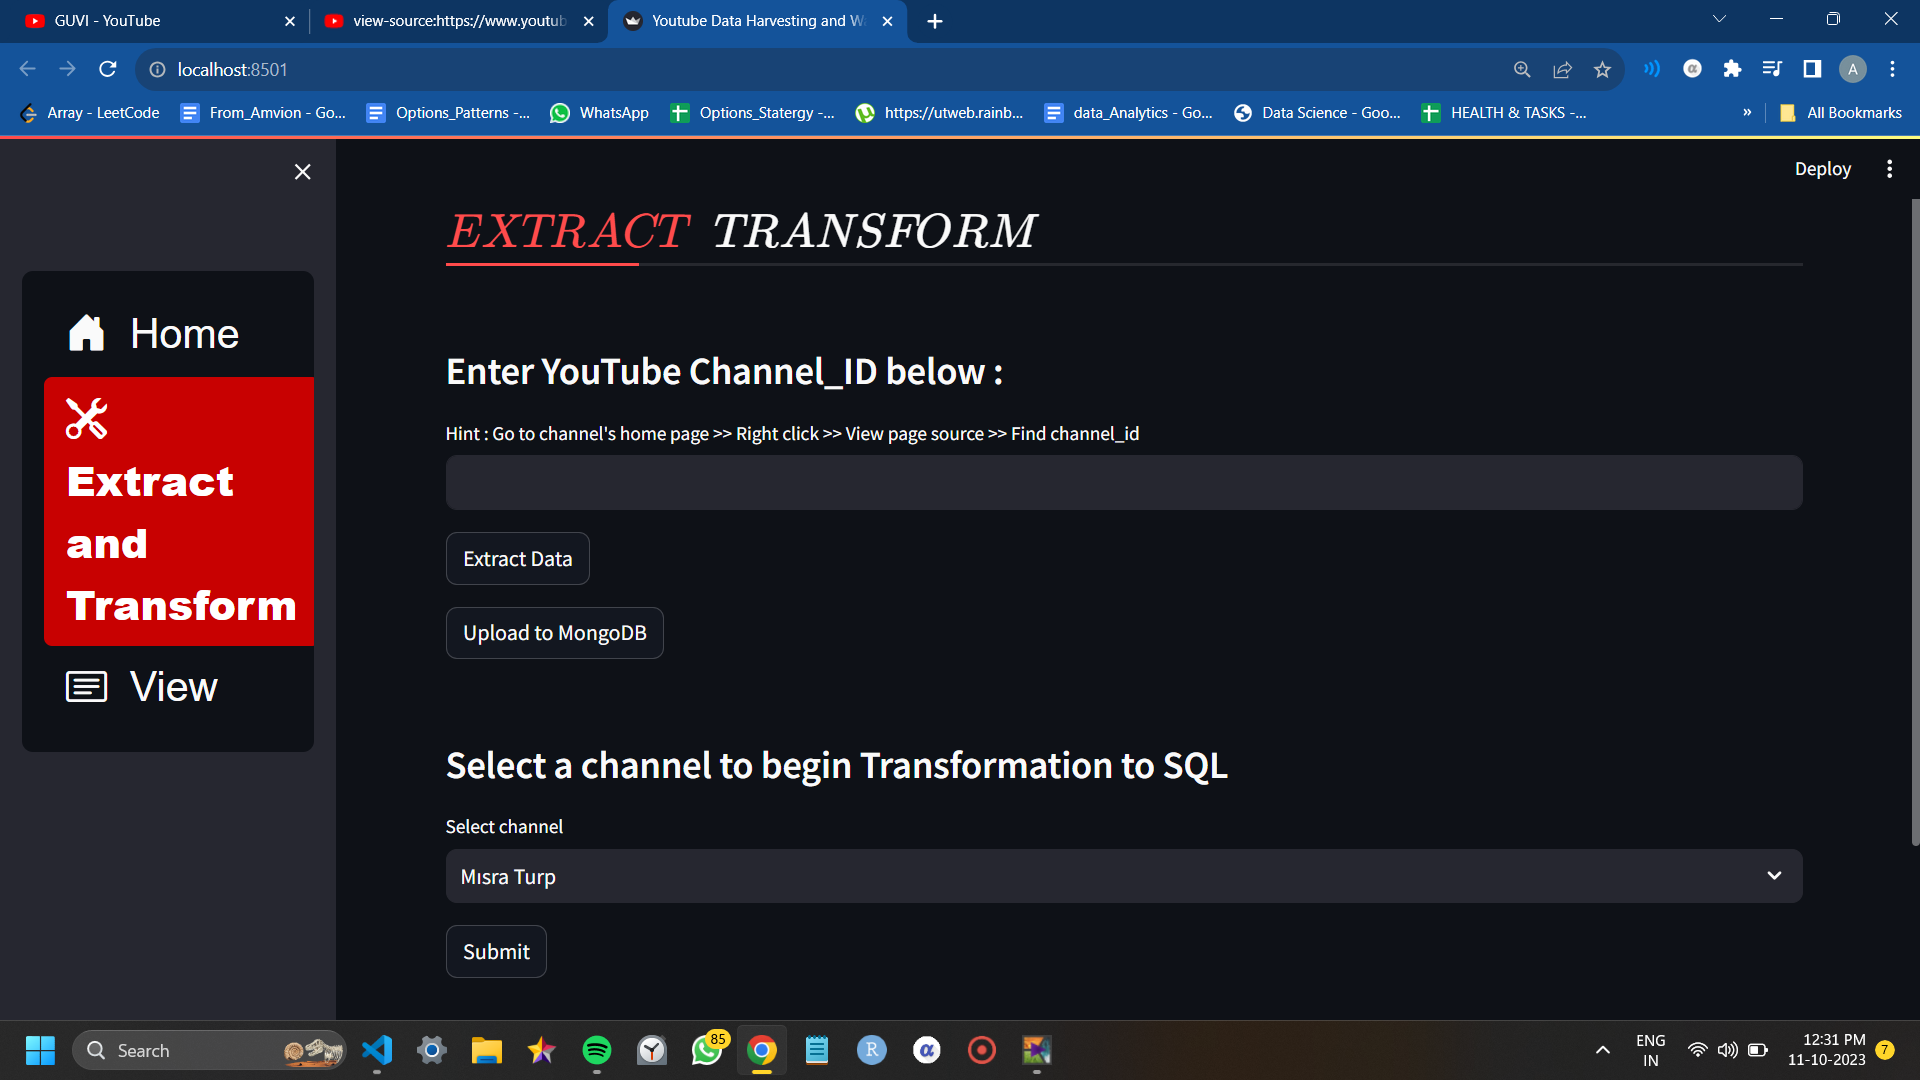 GUVI - YouTube
view-source:https://www.youtub
Youtube Data Harvesting and W
localhost:8501
A
Array - LeetCode
From_Amvion - Go...
Options_Patterns -...
WhatsApp
Options_Statergy -...
https://utweb.rainb...
data_Analytics - Go...
Data Science - Goo...
HEALTH & TASKS -...
»
All Bookmarks
Deploy
EXTRACT TRANSFORM
Home
Extract
and
Transform
View
Enter YouTube Channel_ID below :
Hint : Go to channel's home page >> Right click >> View page source >> Find channel_id
Extract Data
Upload to MongoDB
Select a channel to begin Transformation to SQL
Select channel
Mısra Turp
Submit
Search
85
R
α
ENG
IN
12:31 PM
11-10-2023
7